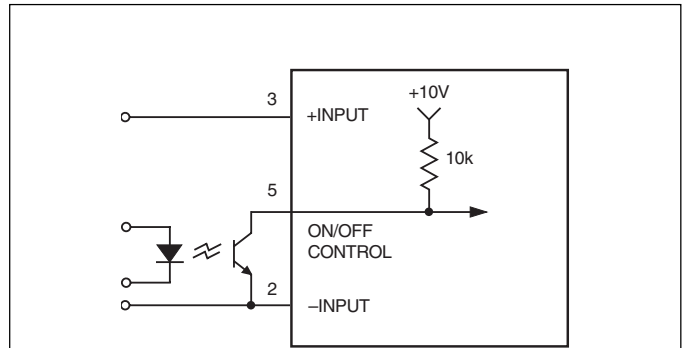 +10V
3
+INPUT
10k
5
ON/OFF
CONTROL
2
–INPUT